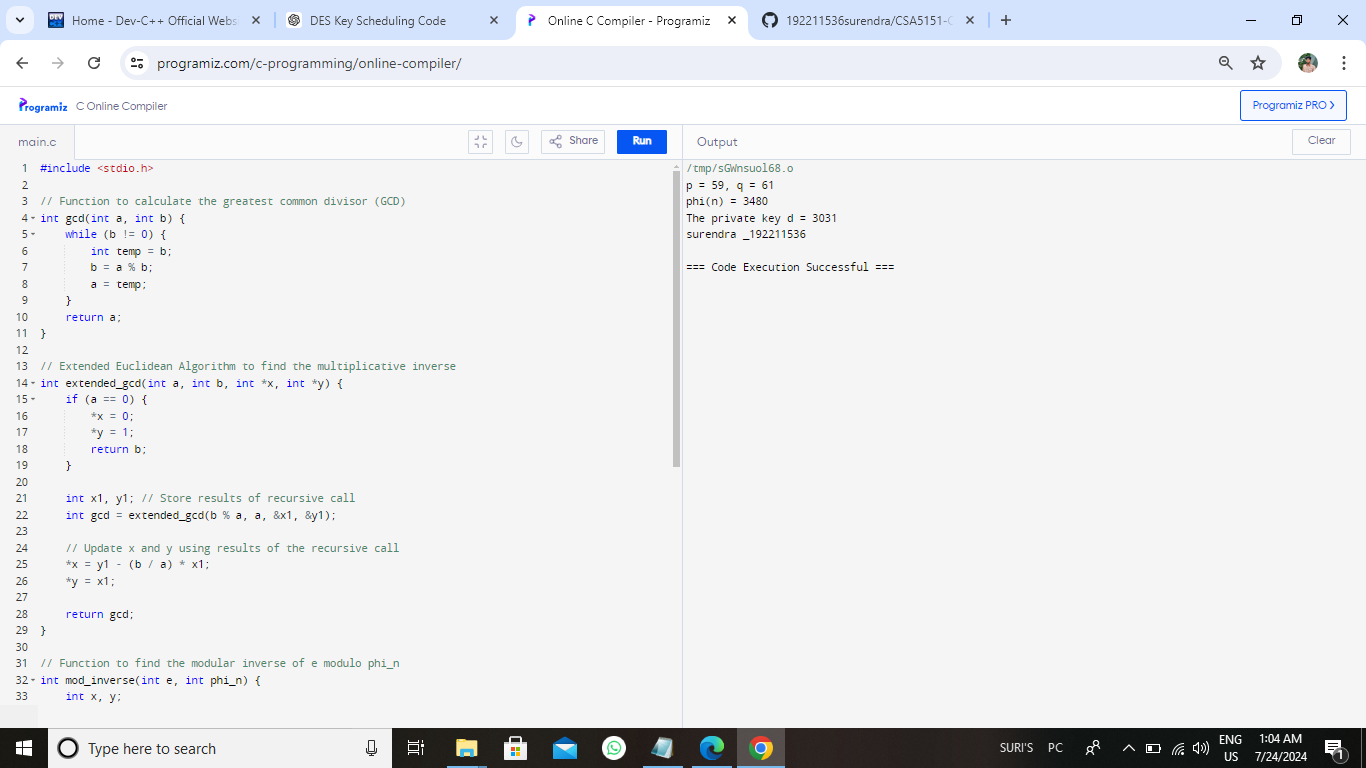 Home - Dev-C++ Official Webs
DES Key Scheduling Code
Online C Compiler - Programiz
192211536surendra/CSA5151-C
programiz.com/c-programming/online-compiler/
Programiz
C Online Compiler
Programiz PRO >
main.c
Share
Run
Output
Clear
1 #include <stdio.h>
2
3 // Function to calculate the greatest common divisor (GCD)
4 int gcd(int a, int b) {
5     while (b != 0) {
6         int temp = b;
7         b = a % b;
8         a = temp;
9     }
10     return a;
11 }
12
13 // Extended Euclidean Algorithm to find the multiplicative inverse
14 int extended_gcd(int a, int b, int *x, int *y) {
15     if (a == 0) {
16         *x = 0;
17         *y = 1;
18         return b;
19     }
20
21     int x1, y1; // Store results of recursive call
22     int gcd = extended_gcd(b % a, a, &x1, &y1);
23
24     // Update x and y using results of the recursive call
25     *x = y1 - (b / a) * x1;
26     *y = x1;
27
28     return gcd;
29 }
30
31 // Function to find the modular inverse of e modulo phi_n
32 int mod_inverse(int e, int phi_n) {
33     int x, y;
/tmp/sGWnsuol68.o
p = 59, q = 61
phi(n) = 3480
The private key d = 3031
surendra _192211536
=== Code Execution Successful ===
Type here to search
SURI'S PC
ENG
US
1:04 AM
7/24/2024
1